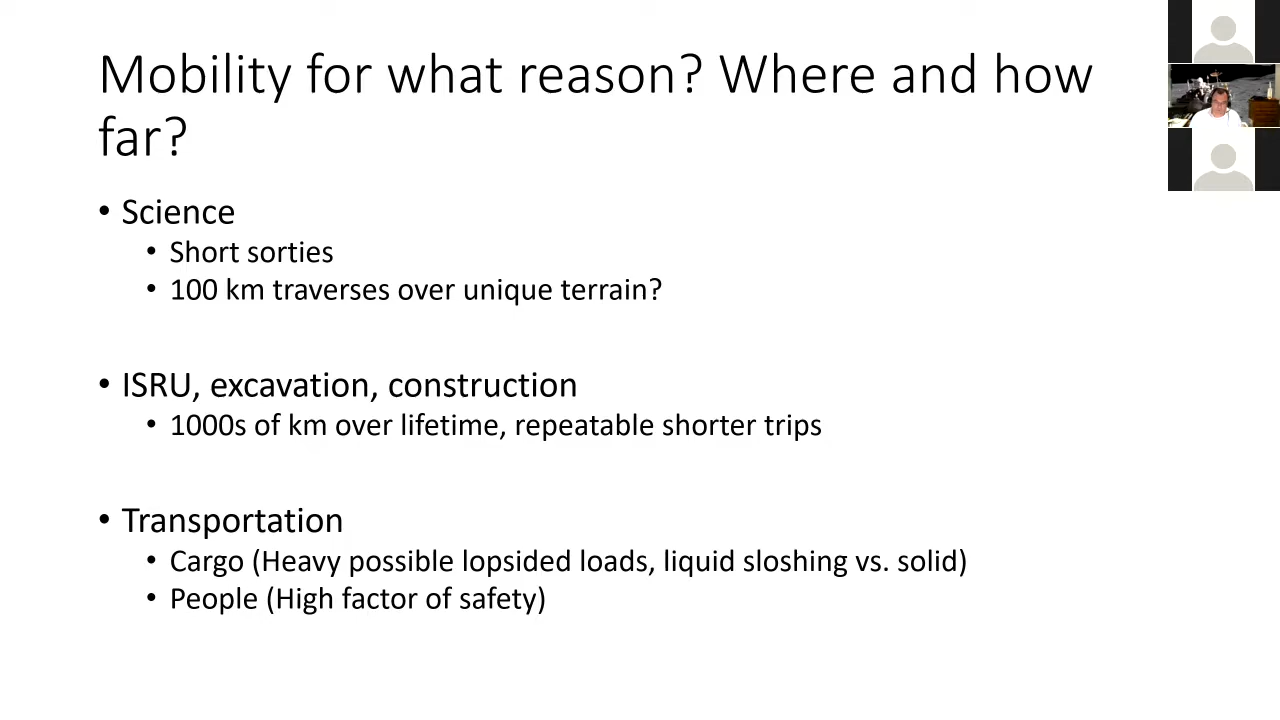 Mobility for what reason? Where and how
far?
• Science
• Short sorties
• 100 km traverses over unique terrain?
• ISRU, excavation, construction
• 1000s of km over lifetime, repeatable shorter trips
• Transportation
• Cargo (Heavy possible lopsided loads, liquid sloshing vs. solid)
• People (High factor of safety)